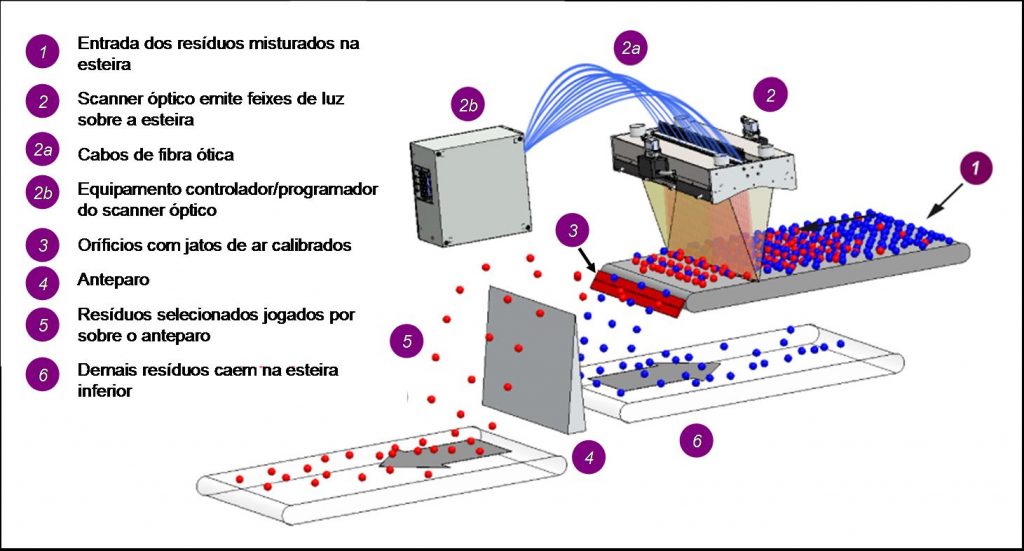 1 Entrada dos resíduos misturados na
esteira
2 Scanner óptico emite feixes de luz
sobre a esteira
2a Cabos de fibra ótica
2b Equipamento controlador/programador
do scanner óptico
3 Orifícios com jatos de ar calibrados
4 Anteparo
5 Resíduos selecionados jogados por
sobre o anteparo
6 Demais resíduos caem na esteira
inferior
2a
2b
2
1
3
5
6
4